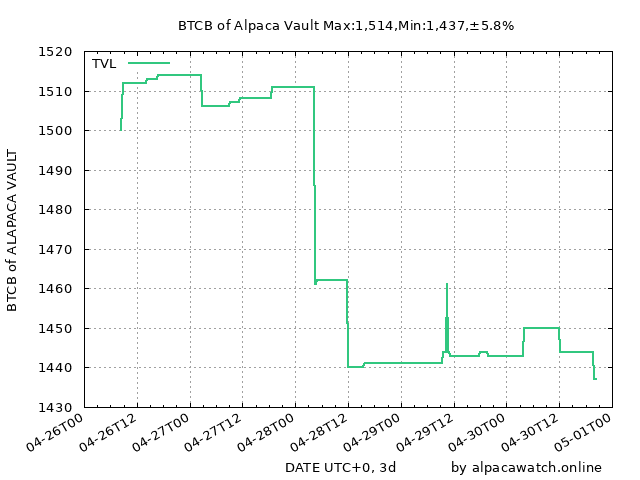 BTCB of Alpaca Vault Max:1,514,Min:1,437,±5.8%
TVL
1520
1510
1500
1490
1480
1470
1460
1450
1440
1430
BTCB of ALAPACA VAULT
04-26T00
04-26T12
04-27T00
04-27T12
04-28T00
04-28T12
04-29T00
04-29T12
04-30T00
04-30T12
05-01T00
DATE UTC+0, 3d
by alpacawatch.online